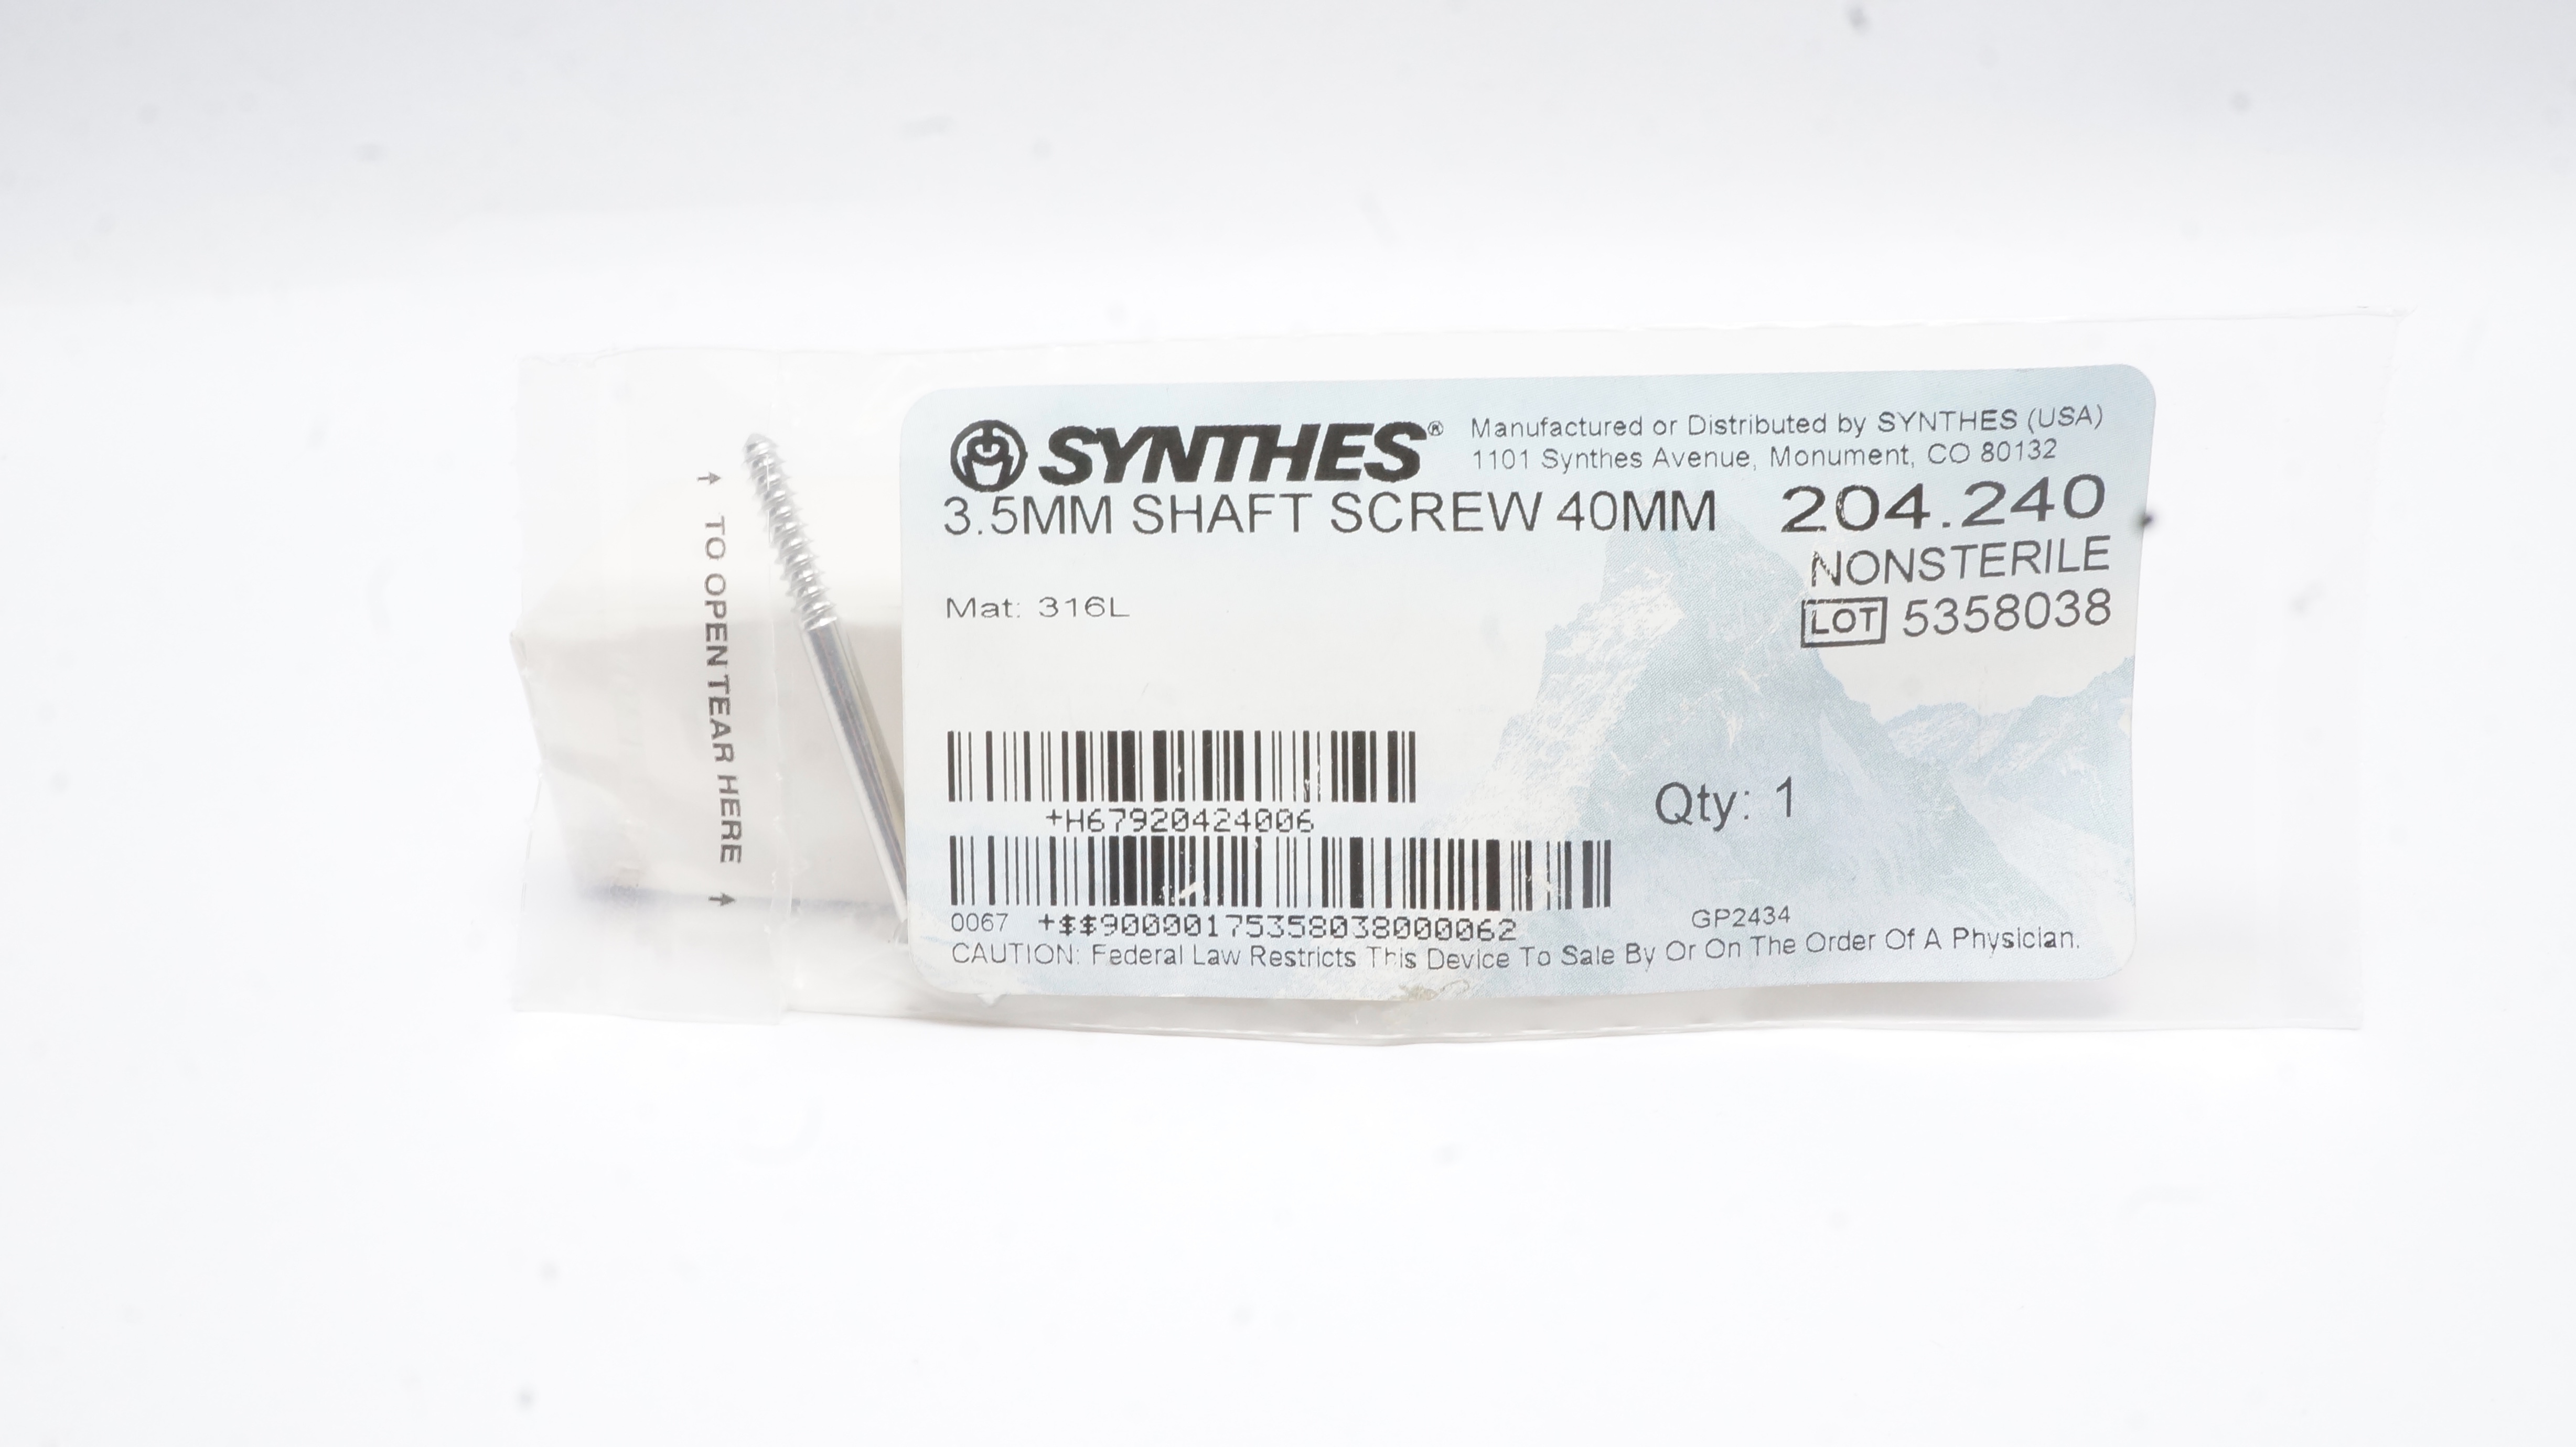 ↑ TO OPEN TEAR HERE ↑
SYNTHES®
Manufactured or Distributed by SYNTHES (USA)
1101 Synthes Avenue, Monument, CO 80132
3.5MM SHAFT SCREW 40MM
204.240
NONSTERILE
Mat: 316L
LOT 5358038
+H67920424006
Qty: 1
0067 +$$90000175358038000062
GP2434
CAUTION: Federal Law Restricts This Device To Sale By Or On The Order Of A Physician.